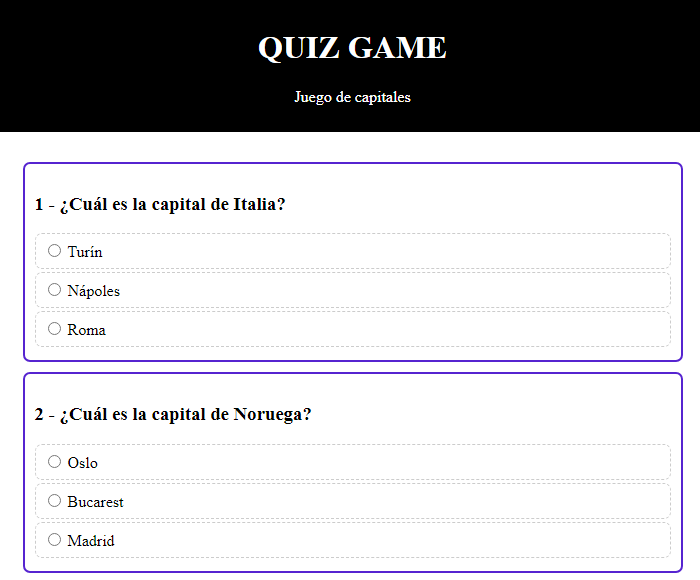 QUIZ GAME
Juego de capitales
1 - ¿Cuál es la capital de Italia?
Turín
Nápoles
Roma
2 - ¿Cuál es la capital de Noruega?
Oslo
Bucarest
Madrid